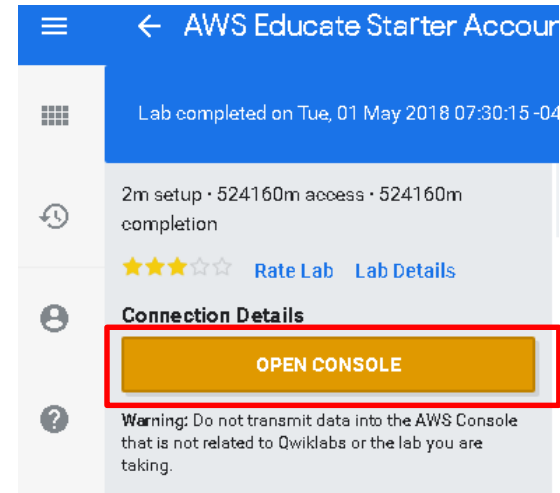 AWS Educate Starter Accoun
Lab completed on Tue, 01 May 2018 07:30:15 -04
2m setup · 524160m access · 524160m
completion
Rate Lab Lab Details
Connection Details
OPEN CONSOLE
Warning: Do not transmit data into the AWS Console
that is not related to Qwiklabs or the lab you are
taking.